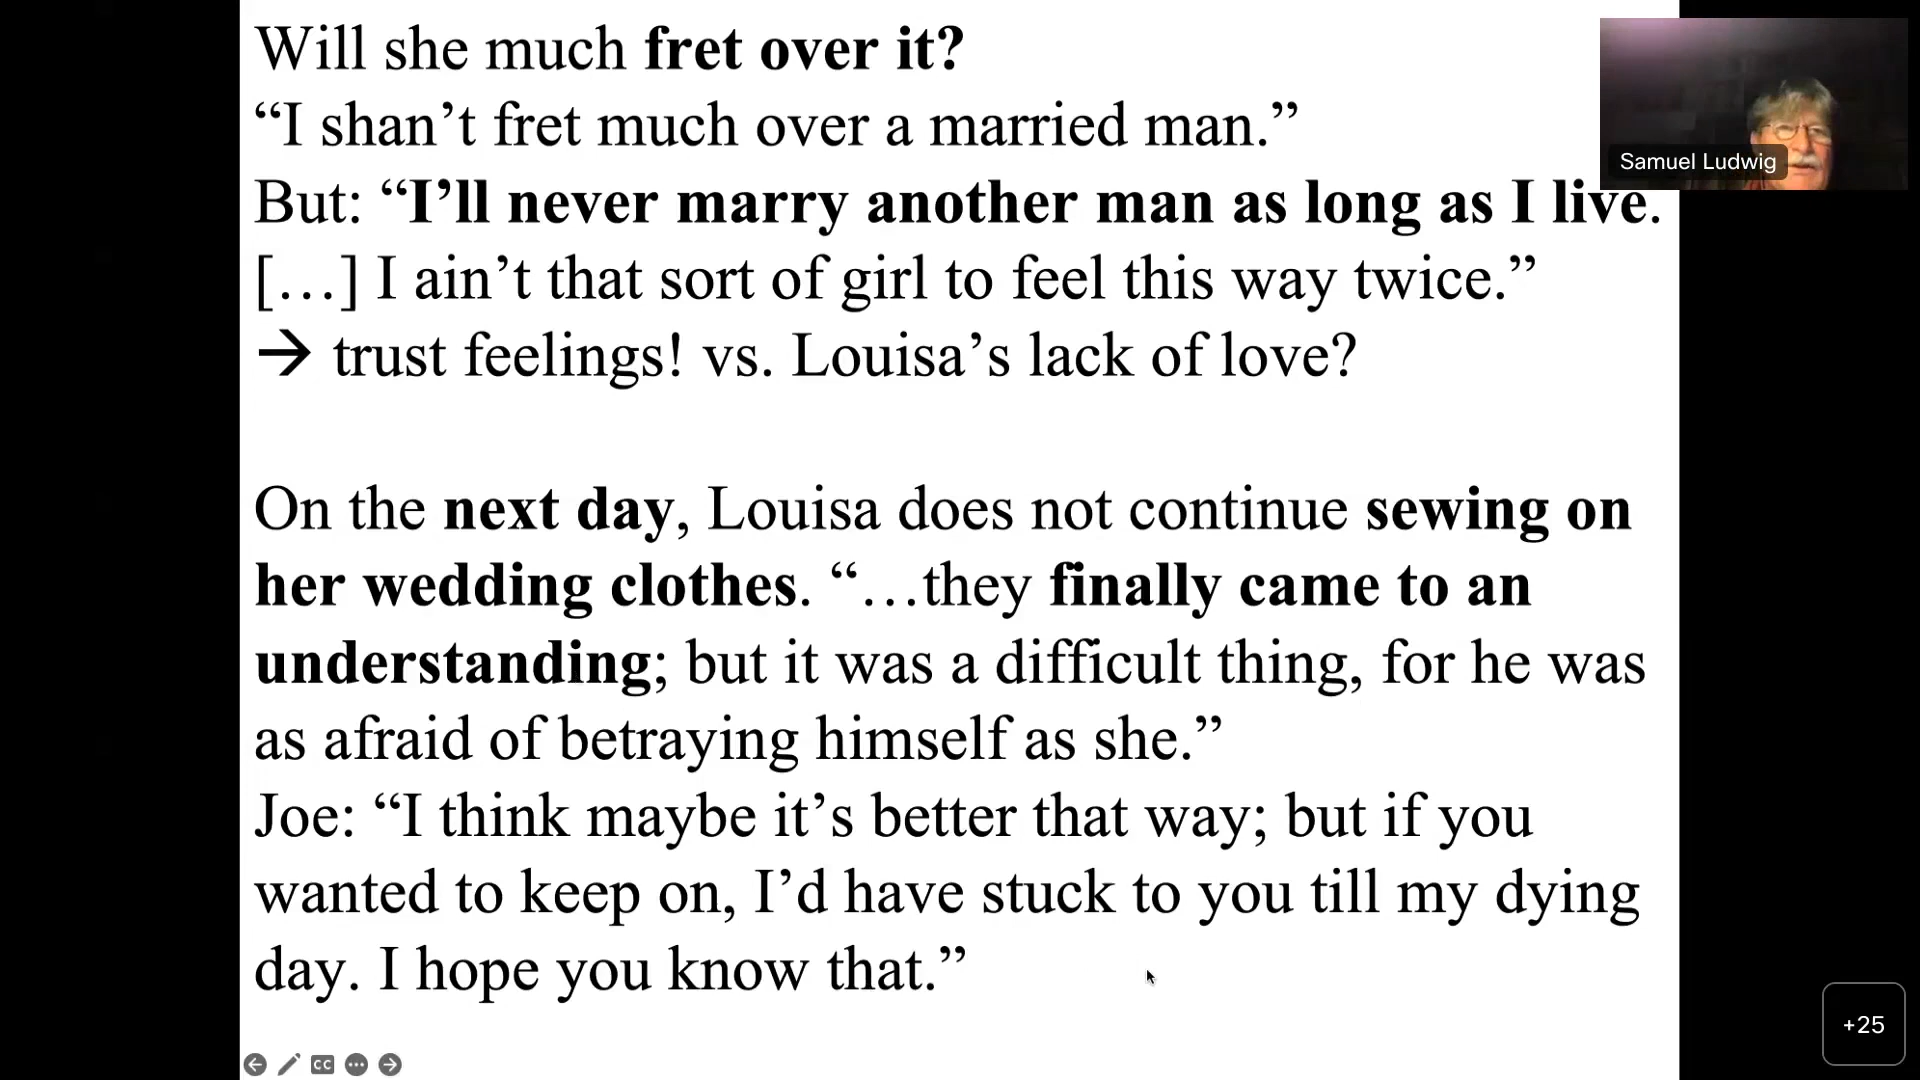 Will she much fret over it?
“I shan’t fret much over a married man.”
But: “I’ll never marry another man as long as I live.
[…] I ain’t that sort of girl to feel this way twice.”
→ trust feelings! vs. Louisa’s lack of love?
On the next day, Louisa does not continue sewing on
her wedding clothes. “…they finally came to an
understanding; but it was a difficult thing, for he was
as afraid of betraying himself as she.”
Joe: “I think maybe it’s better that way; but if you
wanted to keep on, I’d have stuck to you till my dying
day. I hope you know that.”
Samuel Ludwig
CC
+25